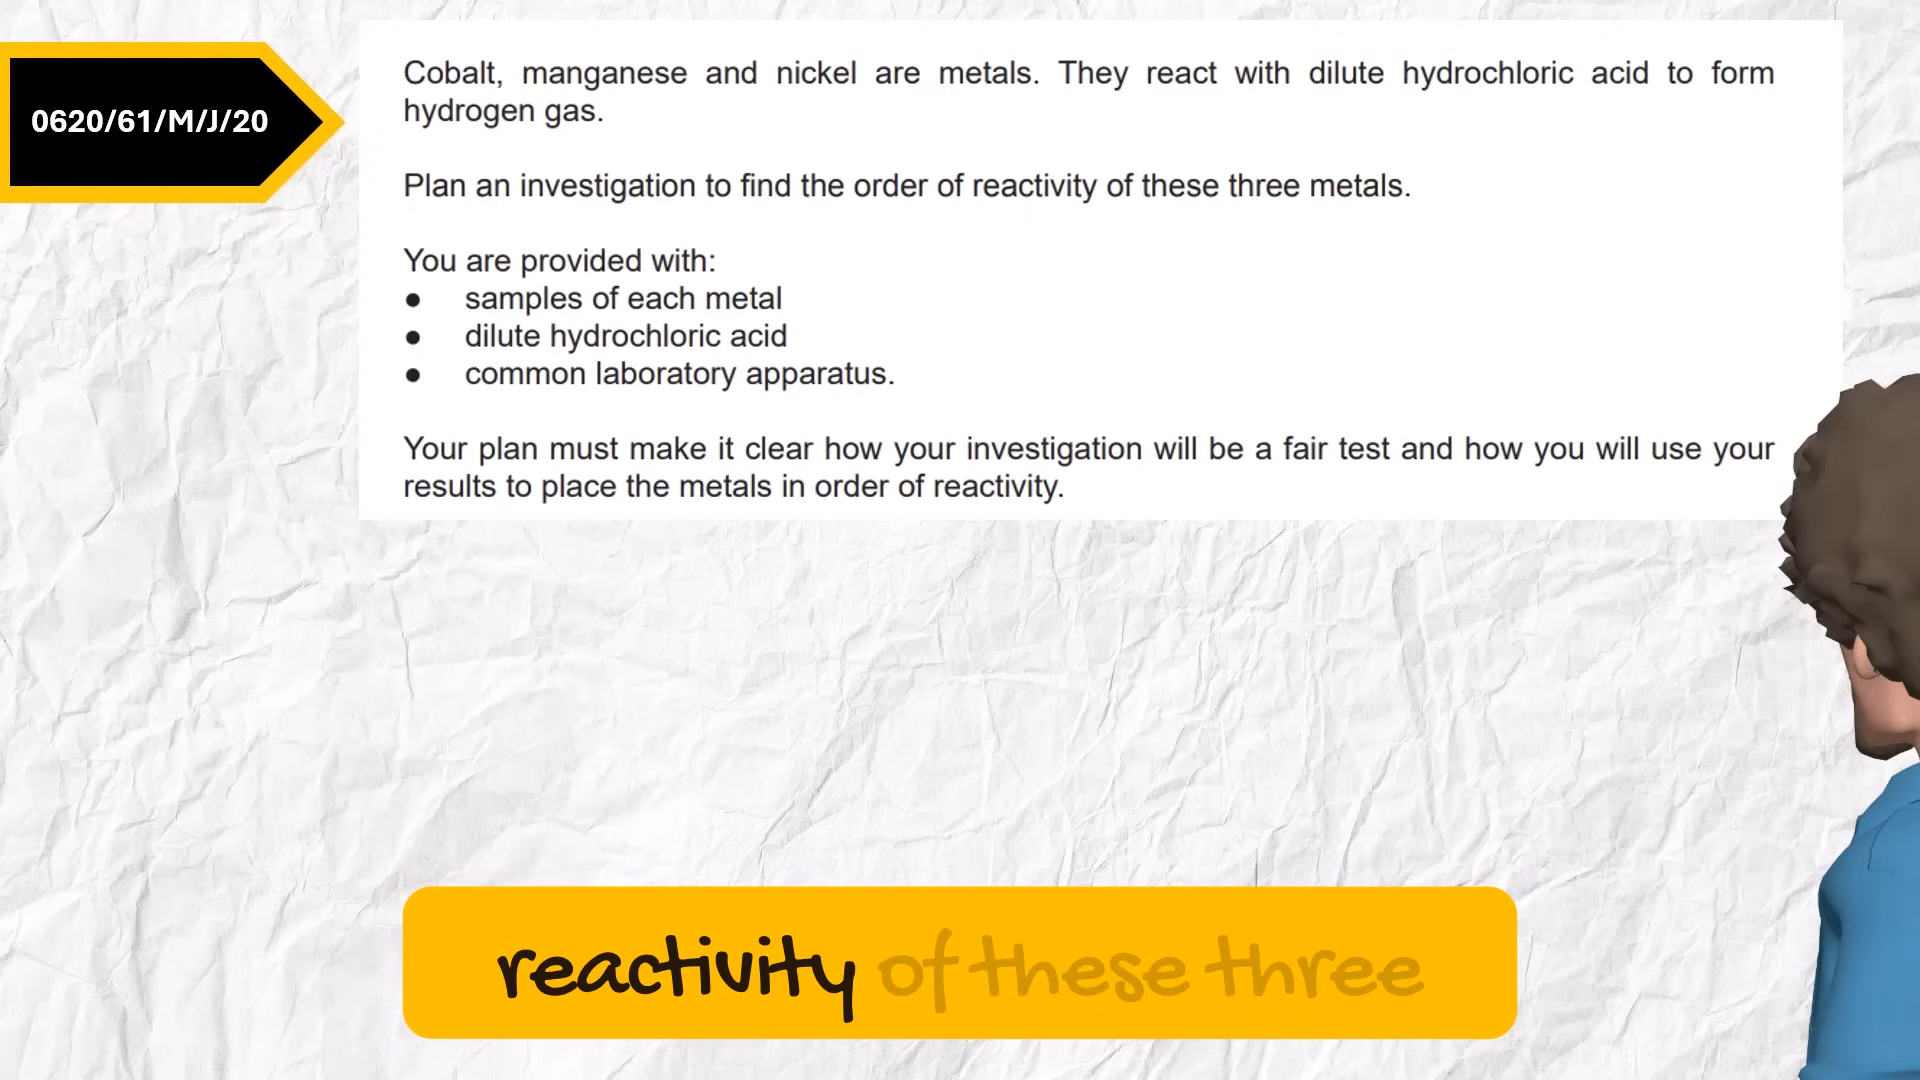 0620/61/M/J/20
Cobalt, manganese and nickel are metals. They react with dilute hydrochloric acid to form
hydrogen gas.
Plan an investigation to find the order of reactivity of these three metals.
You are provided with:
● samples of each metal
● dilute hydrochloric acid
● common laboratory apparatus.
Your plan must make it clear how your investigation will be a fair test and how you will use your
results to place the metals in order of reactivity.
reactivity of these three